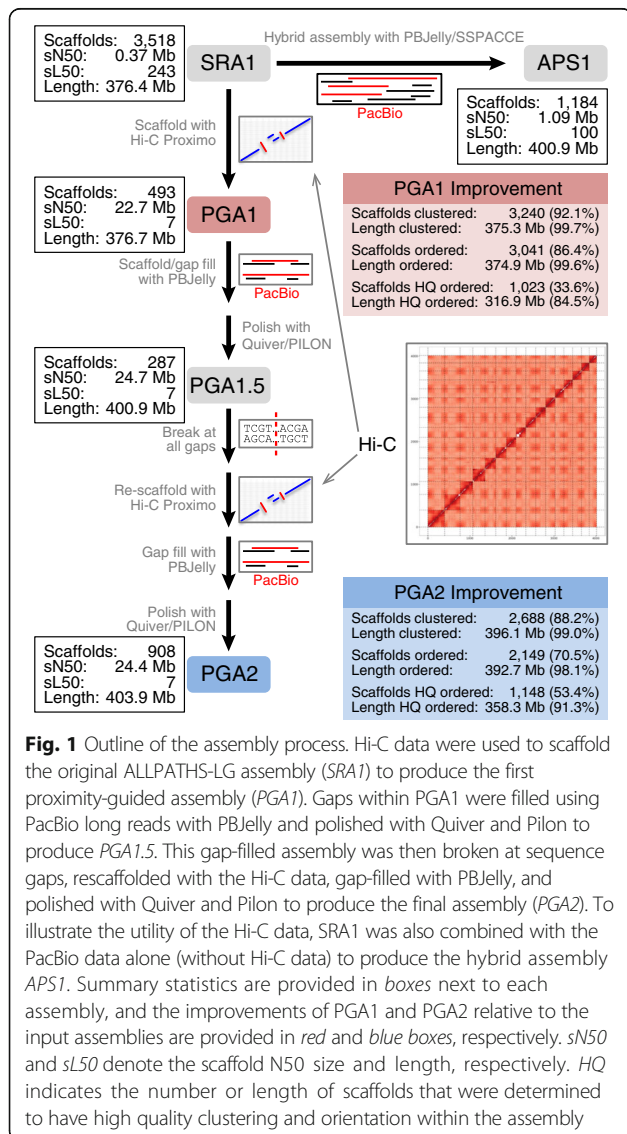 Scaffolds: 3,518
sN50: 0.37 Mb
sL50: 243
Length: 376.4 Mb
SRA1
Hybrid assembly with PBJelly/SSPACCE
PacBio
APS1
Scaffolds: 1,184
sN50: 1.09 Mb
sL50: 100
Length: 400.9 Mb
Scaffold with
Hi-C Proximo
Scaffolds: 493
sN50: 22.7 Mb
sL50: 7
Length: 376.7 Mb
PGA1
PGA1 Improvement
Scaffolds clustered: 3,240 (92.1%)
Length clustered: 375.3 Mb (99.7%)
Scaffolds ordered: 3,041 (86.4%)
Length ordered: 374.9 Mb (99.6%)
Scaffolds HQ ordered: 1,023 (33.6%)
Length HQ ordered: 316.9 Mb (84.5%)
Scaffold/gap fill
with PBJelly
PacBio
Polish with
Quiver/PILON
Scaffolds: 287
sN50: 24.7 Mb
sL50: 7
Length: 400.9 Mb
PGA1.5
Break at
all gaps
TCGT..ACGA
AGCA..TGCT
Hi-C
Re-scaffold with
Hi-C Proximo
Gap fill with
PBJelly
PacBio
Polish with
Quiver/PILON
Scaffolds: 908
sN50: 24.4 Mb
sL50: 7
Length: 403.9 Mb
PGA2
PGA2 Improvement
Scaffolds clustered: 2,688 (88.2%)
Length clustered: 396.1 Mb (99.0%)
Scaffolds ordered: 2,149 (70.5%)
Length ordered: 392.7 Mb (98.1%)
Scaffolds HQ ordered: 1,148 (53.4%)
Length HQ ordered: 358.3 Mb (91.3%)
Fig. 1 Outline of the assembly process. Hi-C data were used to scaffold
the original ALLPATHS-LG assembly (SRA1) to produce the first
proximity-guided assembly (PGA1). Gaps within PGA1 were filled using
PacBio long reads with PBJelly and polished with Quiver and Pilon to
produce PGA1.5. This gap-filled assembly was then broken at sequence
gaps, rescaffolded with the Hi-C data, gap-filled with PBJelly, and
polished with Quiver and Pilon to produce the final assembly (PGA2). To
illustrate the utility of the Hi-C data, SRA1 was also combined with the
PacBio data alone (without Hi-C data) to produce the hybrid assembly
APS1. Summary statistics are provided in boxes next to each
assembly, and the improvements of PGA1 and PGA2 relative to the
input assemblies are provided in red and blue boxes, respectively. sN50
and sL50 denote the scaffold N50 size and length, respectively. HQ
indicates the number or length of scaffolds that were determined
to have high quality clustering and orientation within the assembly